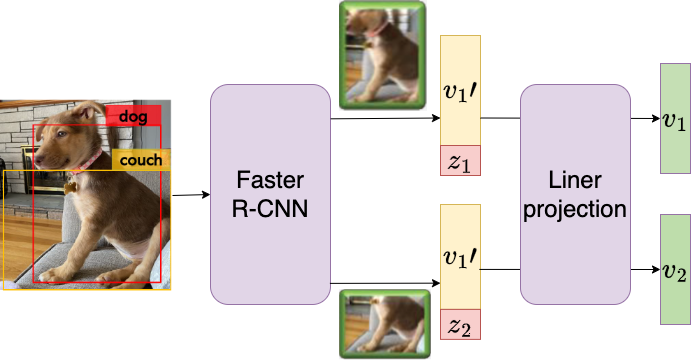 dog
couch
Faster
R-CNN
v₁′
z₁
v₁′
z₂
Liner
projection
v₁
v₂